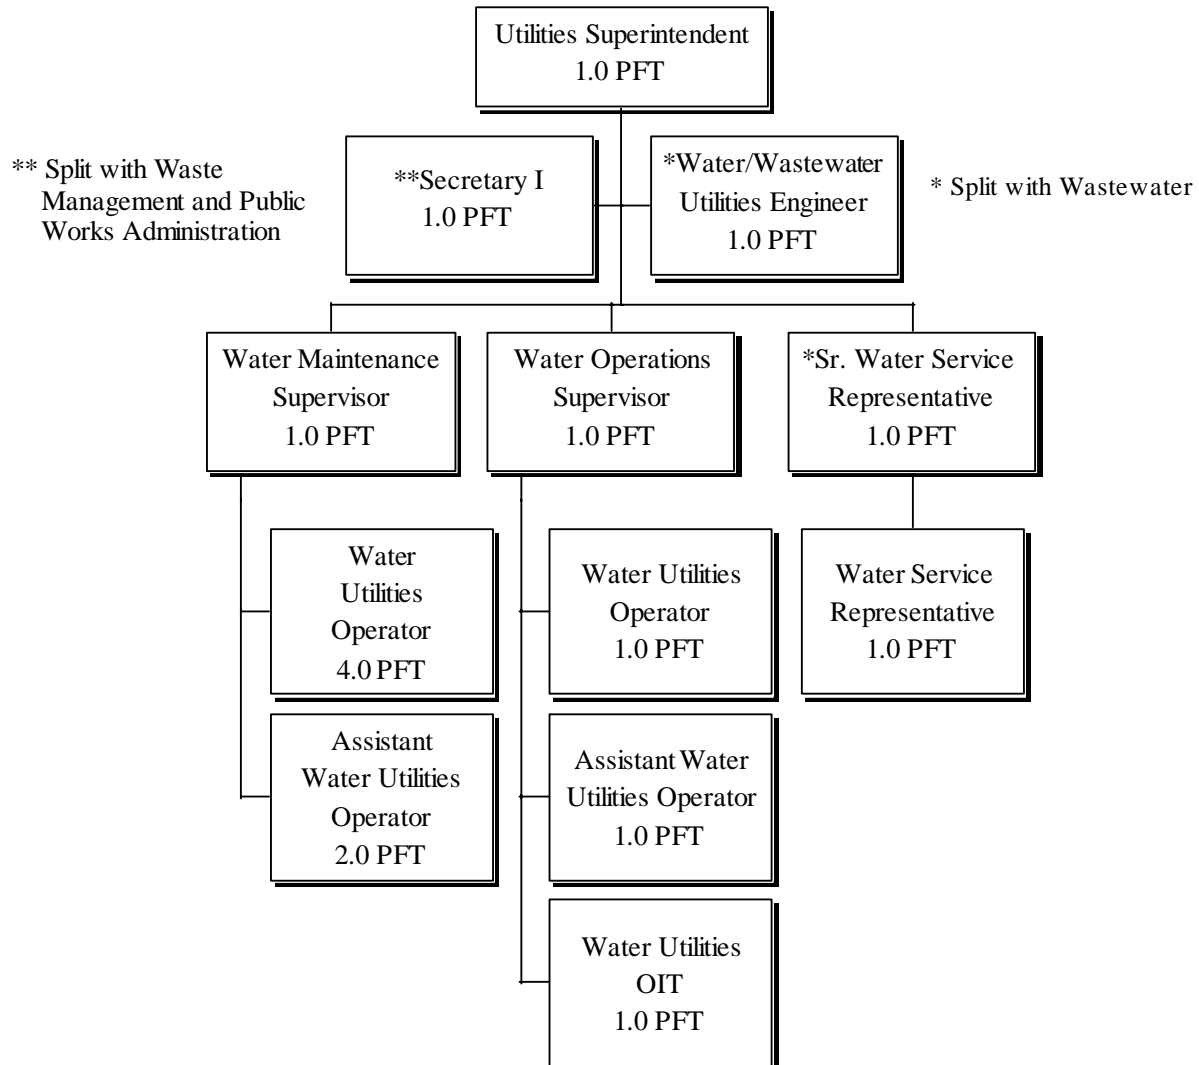 Utilities Superintendent
1.0 PFT
** Split with Waste
Management and Public
Works Administration
**Secretary I
1.0 PFT
*Water/Wastewater
Utilities Engineer
1.0 PFT
* Split with Wastewater
Water Maintenance
Supervisor
1.0 PFT
Water Operations
Supervisor
1.0 PFT
*Sr. Water Service
Representative
1.0 PFT
Water
Utilities
Operator
4.0 PFT
Water Utilities
Operator
1.0 PFT
Water Service
Representative
1.0 PFT
Assistant
Water Utilities
Operator
2.0 PFT
Assistant Water
Utilities Operator
1.0 PFT
Water Utilities
OIT
1.0 PFT